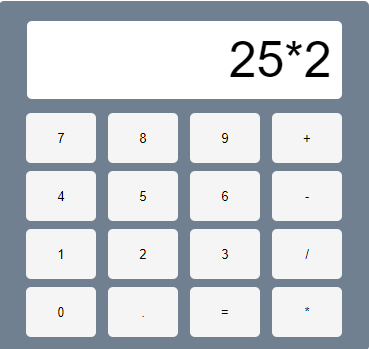 25*2
7 8 9 +
4 5 6 -
1 2 3 /
0 . = *